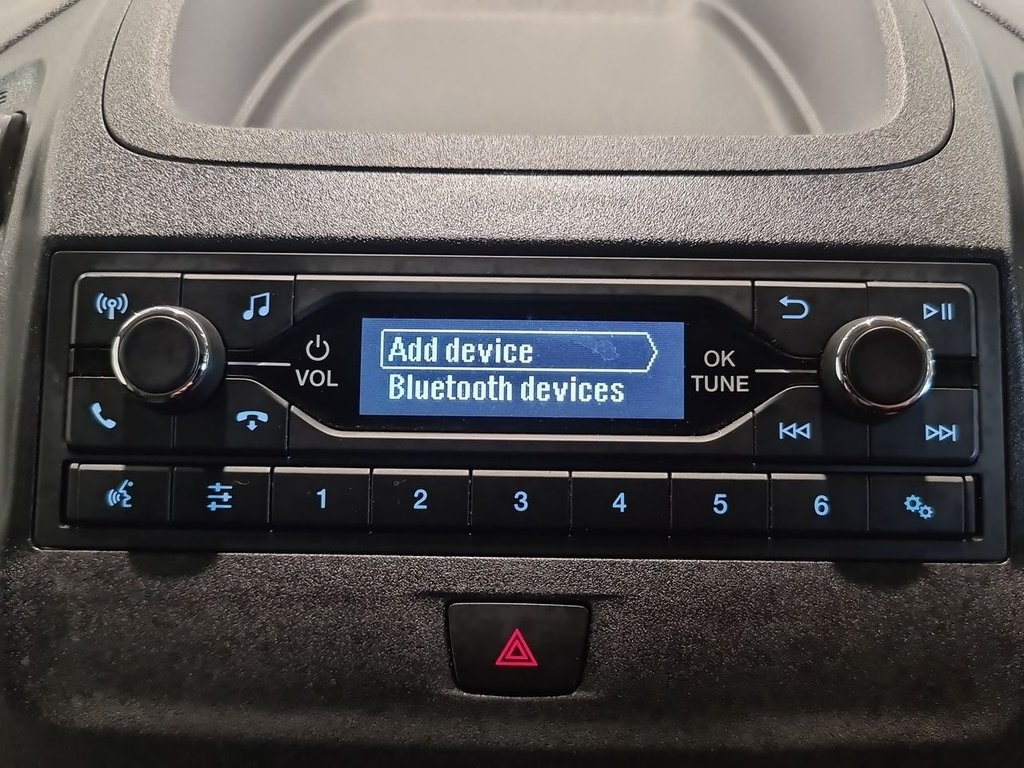 VOL
Add device
Bluetooth devices
OK
TUNE
1 2 3 4 5 6